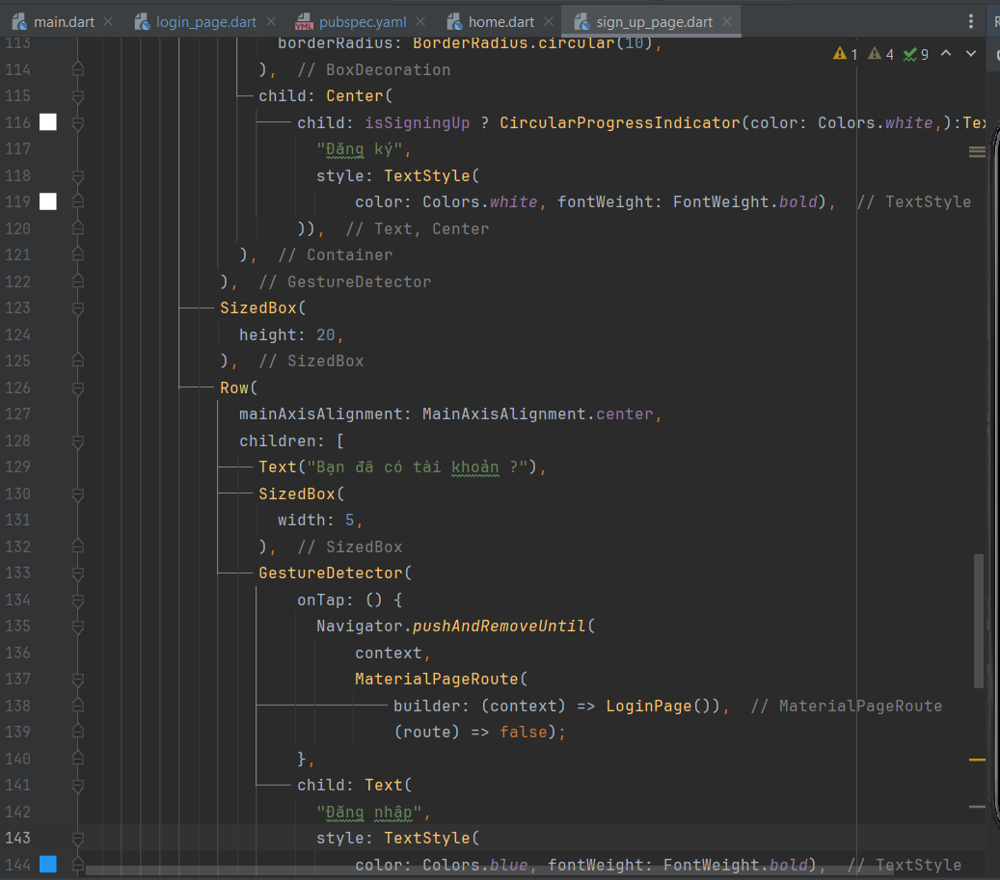 main.dart login_page.dart pubspec.yaml home.dart sign_up_page.dart
1 4 9
113 borderRadius: BorderRadius.circular(10),
114 ), // BoxDecoration
115 child: Center(
116 child: isSigningUp ? CircularProgressIndicator(color: Colors.white,):Tex
117 "Đăng ký",
118 style: TextStyle(
119 color: Colors.white, fontWeight: FontWeight.bold), // TextStyle
120 )), // Text, Center
121 ), // Container
122 ), // GestureDetector
123 SizedBox(
124 height: 20,
125 ), // SizedBox
126 Row(
127 mainAxisAlignment: MainAxisAlignment.center,
128 children: [
129 Text("Bạn đã có tài khoản ?"),
130 SizedBox(
131 width: 5,
132 ), // SizedBox
133 GestureDetector(
134 onTap: () {
135 Navigator.pushAndRemoveUntil(
136 context,
137 MaterialPageRoute(
138 builder: (context) => LoginPage()), // MaterialPageRoute
139 (route) => false);
140 },
141 child: Text(
142 "Đăng nhập",
143 style: TextStyle(
144 color: Colors.blue, fontWeight: FontWeight.bold), // TextStyle